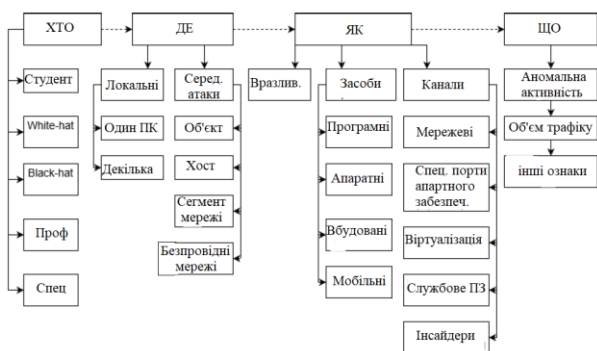 ХТО
ДЕ
ЯК
ЩО
Студент
White-hat
Black-hat
Проф
Спец
Локальні
Один ПК
Декілька
Серед.
атаки
Об'єкт
Хост
Сегмент
мережі
Безпровідні
мережі
Вразлив.
Засоби
Програмні
Апаратні
Вбудовані
Мобільні
Канали
Мережеві
Спец. порти
апартного
забезпеч.
Віртуалізація
Службове ПЗ
Інсайдери
Аномальна
активність
Об'єм трафіку
інші ознаки